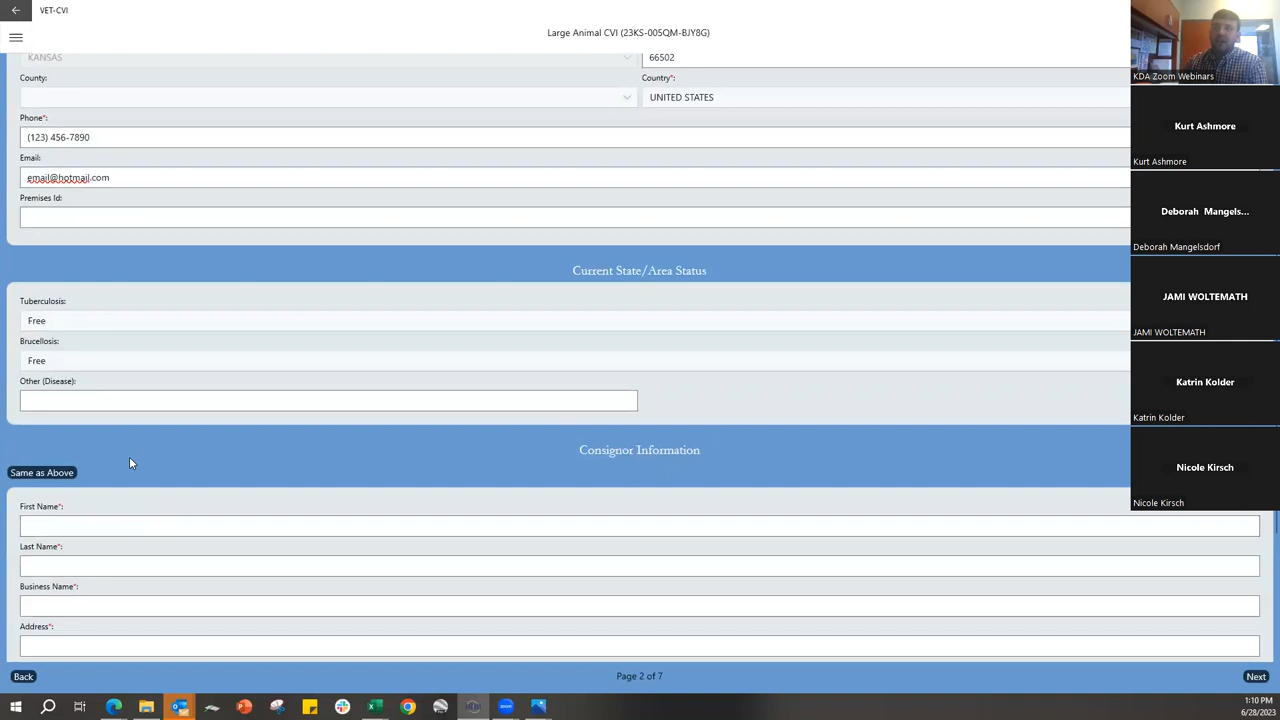 VET-CVI
Large Animal CVI (23KS-005QM-BJY8G)
KANSAS
66502
County:
Country*:
UNITED STATES
Phone*:
(123) 456-7890
Email:
email@hotmail.com
Premises Id:
Current State/Area Status
Tuberculosis:
Free
Brucellosis:
Free
Other (Disease):
Consignor Information
Same as Above
First Name*:
Last Name*:
Business Name*:
Address*:
Back
Page 2 of 7
Next
KDA Zoom Webinars
Kurt Ashmore
Kurt Ashmore
Deborah Mangels...
Deborah Mangelsdorf
JAMI WOLTEMATH
JAMI WOLTEMATH
Katrin Kolder
Katrin Kolder
Nicole Kirsch
Nicole Kirsch
1:10 PM
6/28/2023